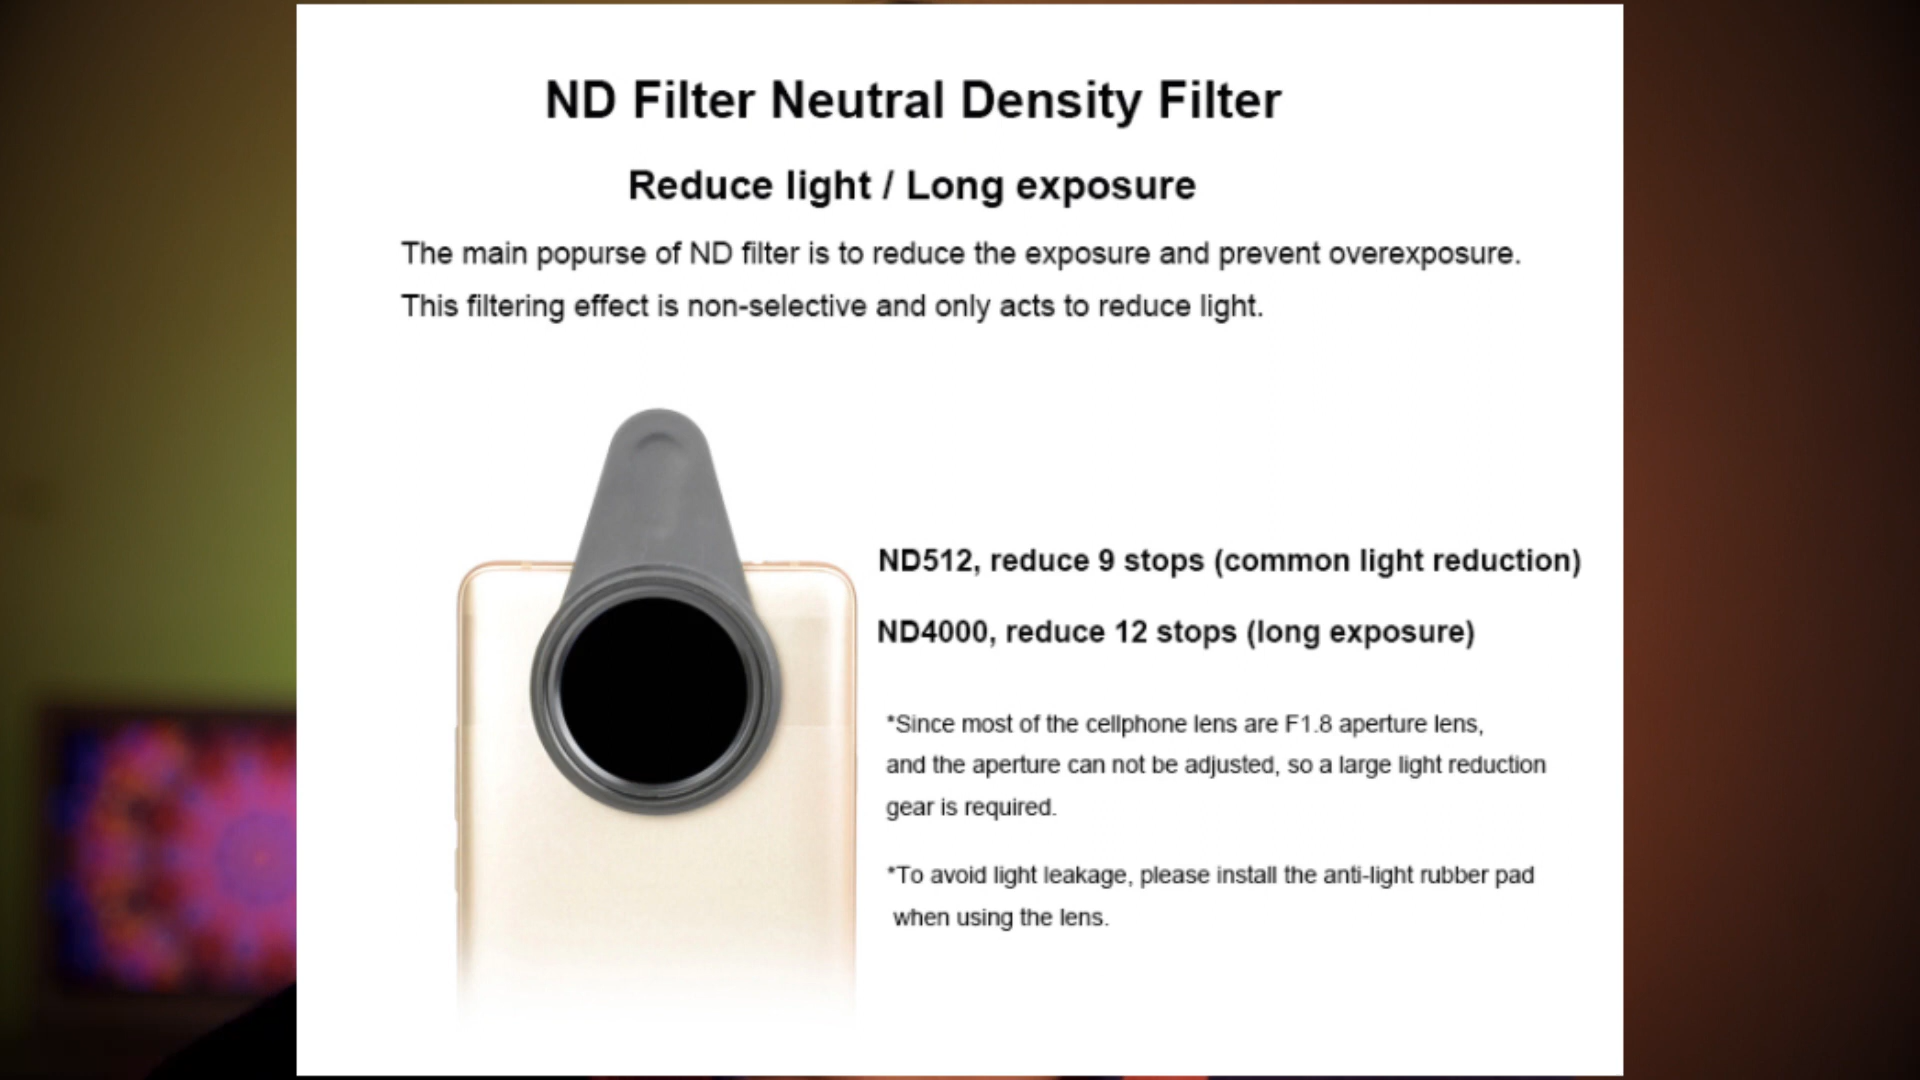 ND Filter Neutral Density Filter
Reduce light / Long exposure
The main popurse of ND filter is to reduce the exposure and prevent overexposure.
This filtering effect is non-selective and only acts to reduce light.
ND512, reduce 9 stops (common light reduction)
ND4000, reduce 12 stops (long exposure)
*Since most of the cellphone lens are F1.8 aperture lens,
and the aperture can not be adjusted, so a large light reduction
gear is required.
*To avoid light leakage, please install the anti-light rubber pad
when using the lens.